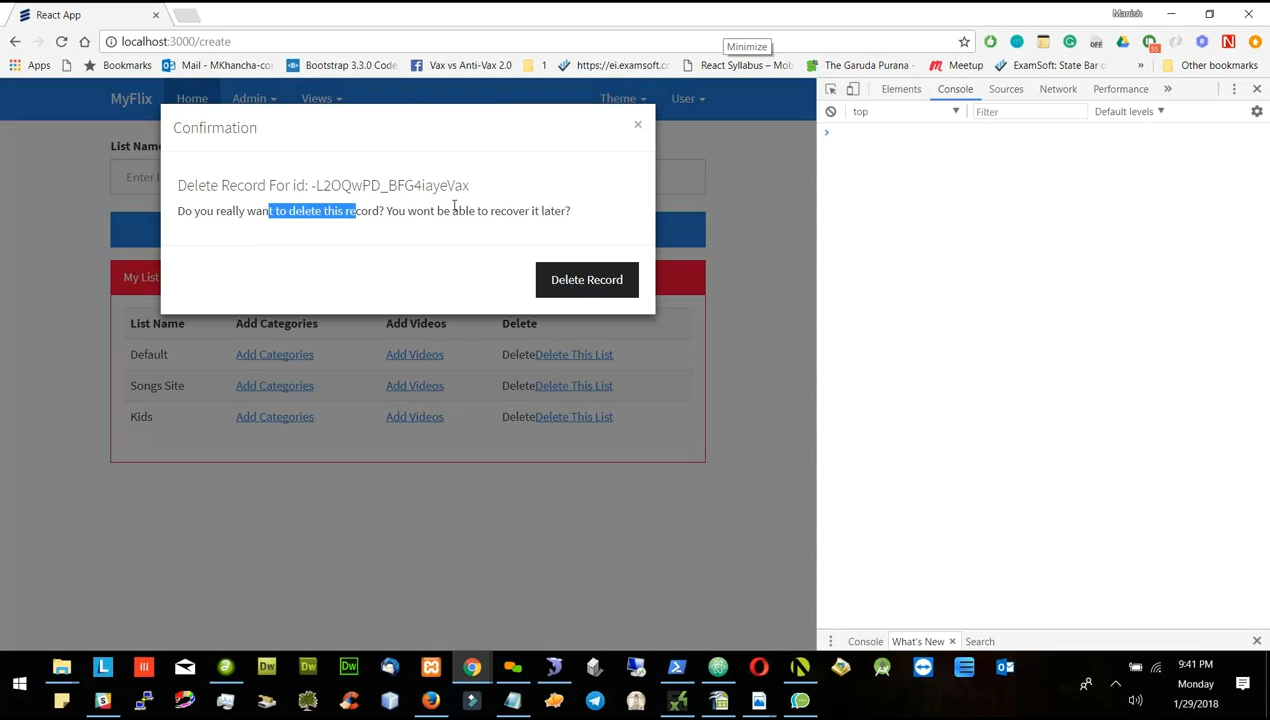 React App
Manish
localhost:3000/create
Minimize
Apps
Bookmarks
Mail - MKhancha-cor
Bootstrap 3.3.0 Code
Vax vs Anti-Vax 2.0
1
https://ei.examsoft.co
React Syllabus – Mob
The Garuda Purana -
Meetup
ExamSoft: State Bar o
»
Other bookmarks
MyFlix
Home
Admin
Views
Theme
User
Elements
Console
Sources
Network
Performance
»
top
Filter
Default levels
Confirmation
×
List Name
Enter L
Delete Record For id: -L2OQwPD_BFG4iayeVax
Do you really want to delete this record? You wont be able to recover it later?
Delete Record
My List
List Name Add Categories Add Videos Delete
Default Add Categories Add Videos DeleteDelete This List
Songs Site Add Categories Add Videos DeleteDelete This List
Kids Add Categories Add Videos DeleteDelete This List
Console What's New × Search
9:41 PM
Monday
1/29/2018